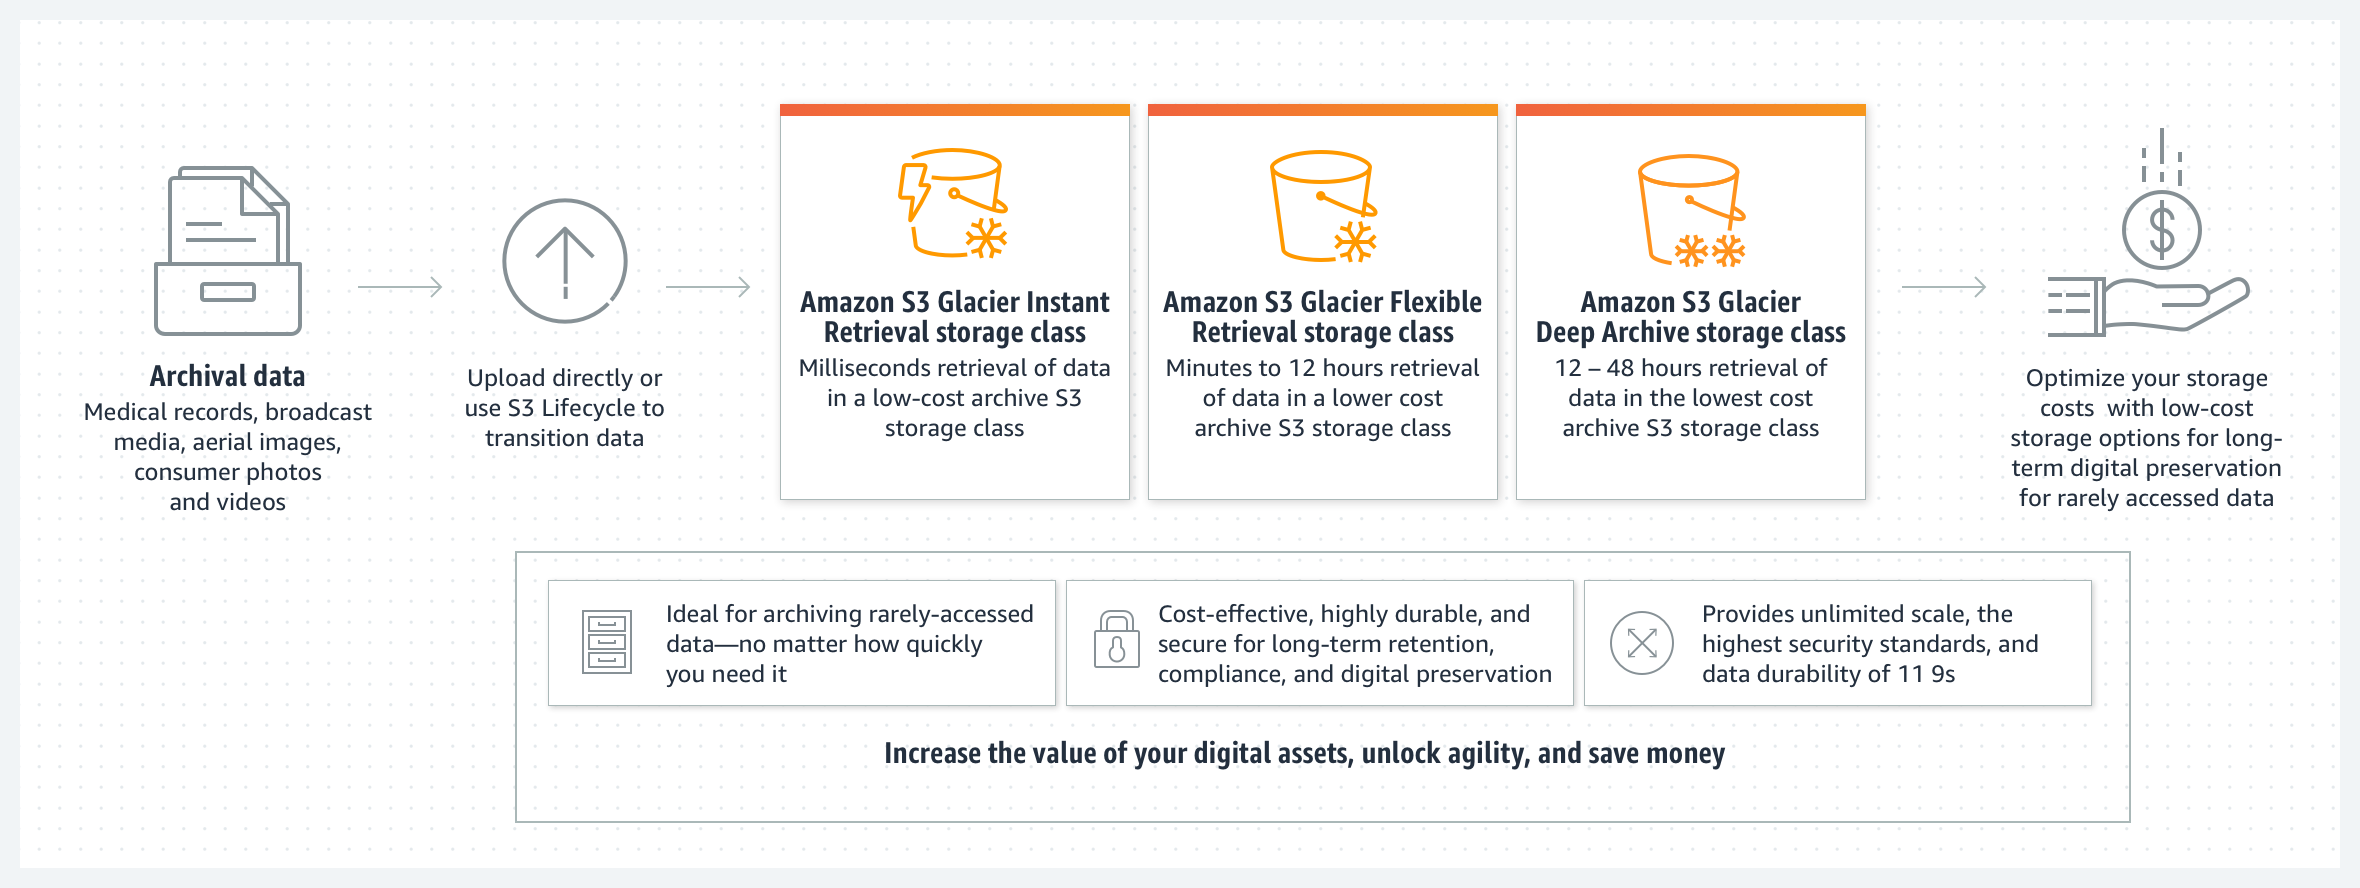 Archival data
Medical records, broadcast
media, aerial images,
consumer photos
and videos
Upload directly or
use S3 Lifecycle to
transition data
Amazon S3 Glacier Instant
Retrieval storage class
Milliseconds retrieval of data
in a low-cost archive S3
storage class
Amazon S3 Glacier Flexible
Retrieval storage class
Minutes to 12 hours retrieval
of data in a lower cost
archive S3 storage class
Amazon S3 Glacier
Deep Archive storage class
12 – 48 hours retrieval of
data in the lowest cost
archive S3 storage class
$
Optimize your storage
costs  with low-cost
storage options for long-
term digital preservation
for rarely accessed data
Ideal for archiving rarely-accessed
data—no matter how quickly
you need it
Cost-effective, highly durable, and
secure for long-term retention,
compliance, and digital preservation
Provides unlimited scale, the
highest security standards, and
data durability of 11 9s
Increase the value of your digital assets, unlock agility, and save money